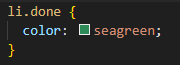 li.done {
  color: seagreen;
}